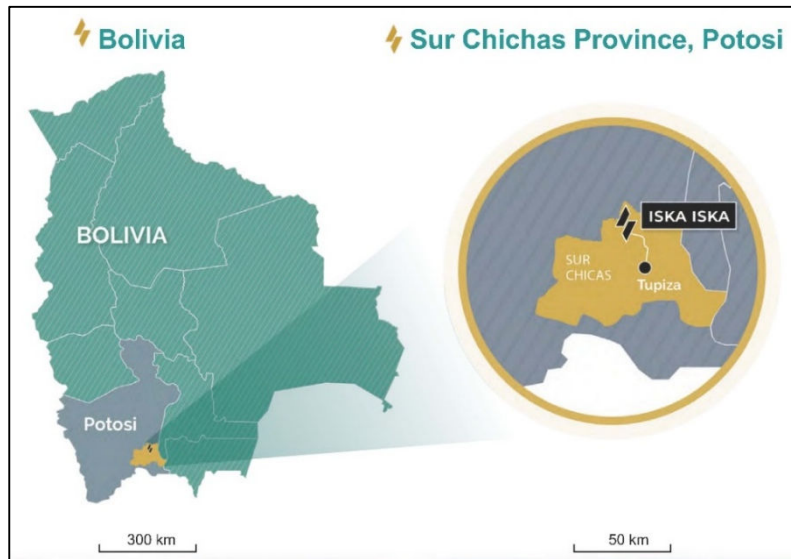 Bolivia
Sur Chichas Province, Potosi
BOLIVIA
Potosi
ISKA ISKA
SUR
CHICAS
Tupiza
300 km
50 km